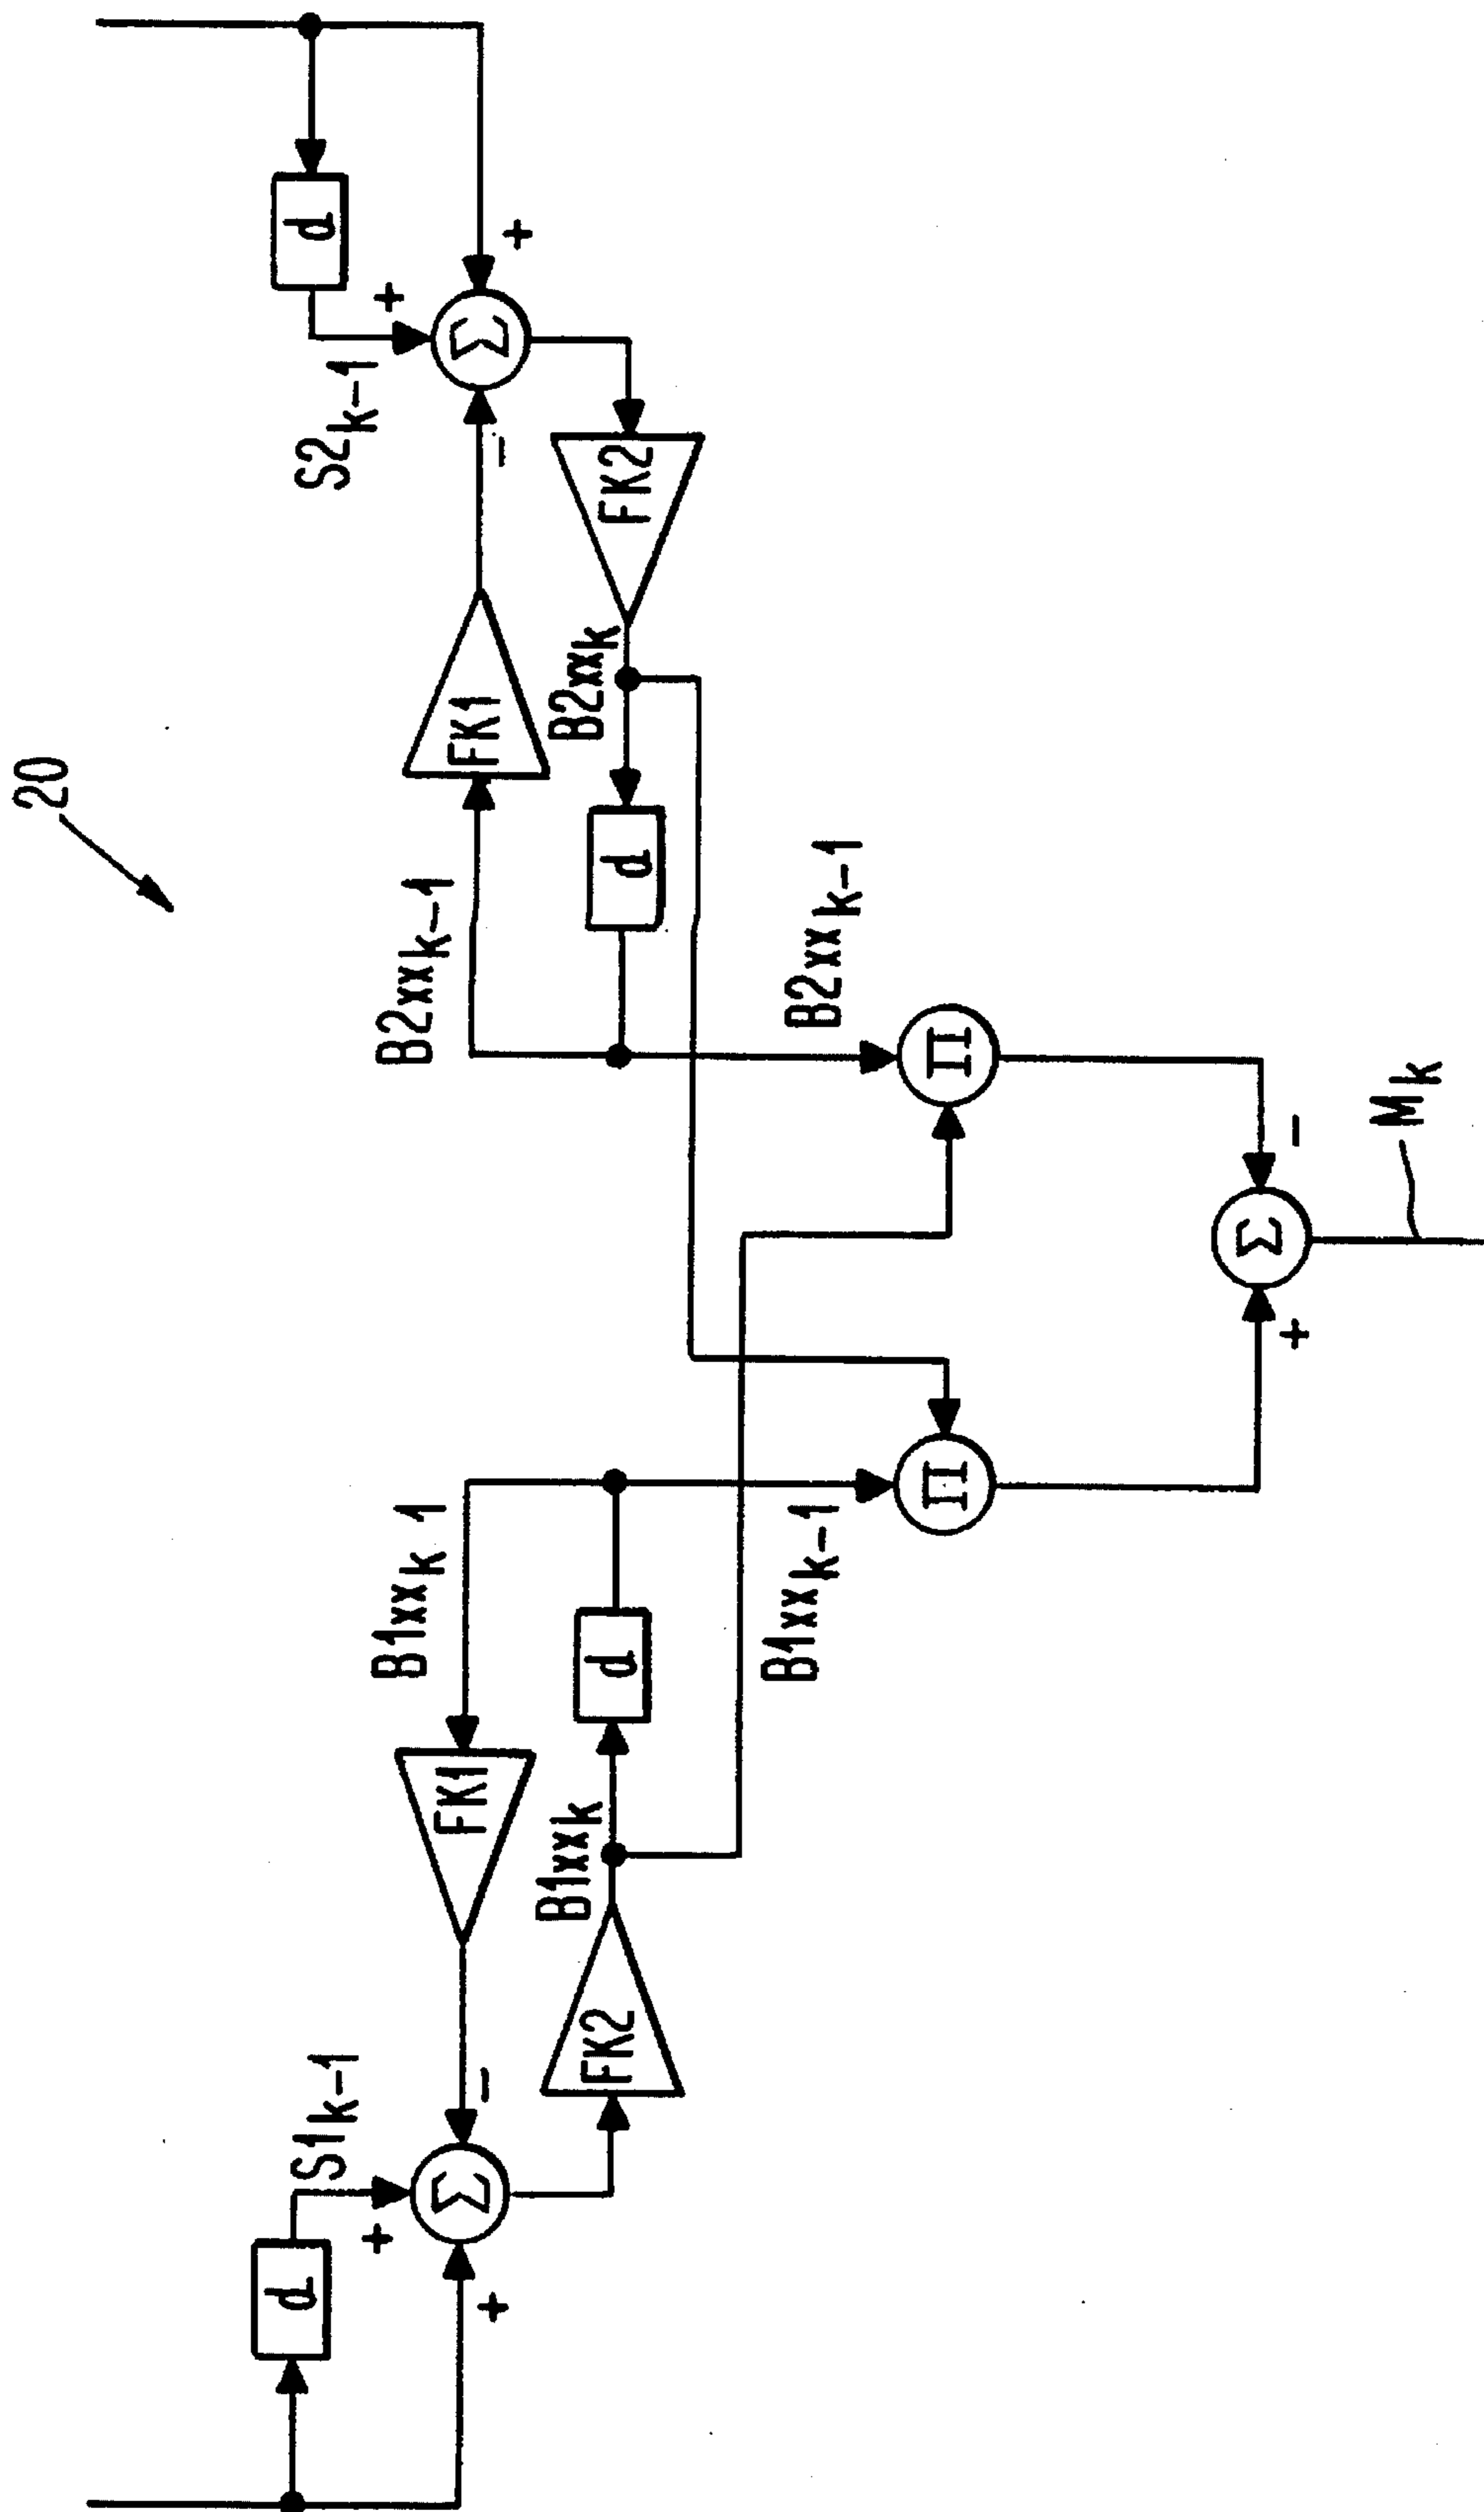 20
d
S1k-1
+
Σ
+
-
FK1
B1xxk 1
FK2
B1xxk
d
B1xxk-1
Π
B2xxk-1
FK1
-
S2k-1
+
d
Σ
+
FK2
B2xxk
d
B2xxk-1
Π
+
Σ
-
Mk